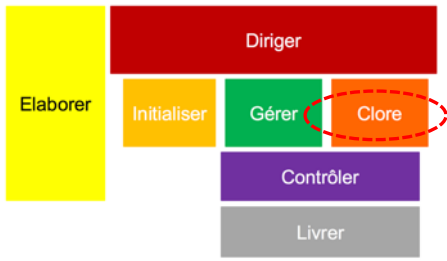 Diriger
Elaborer
Initialiser
Gérer
Clore
Contrôler
Livrer